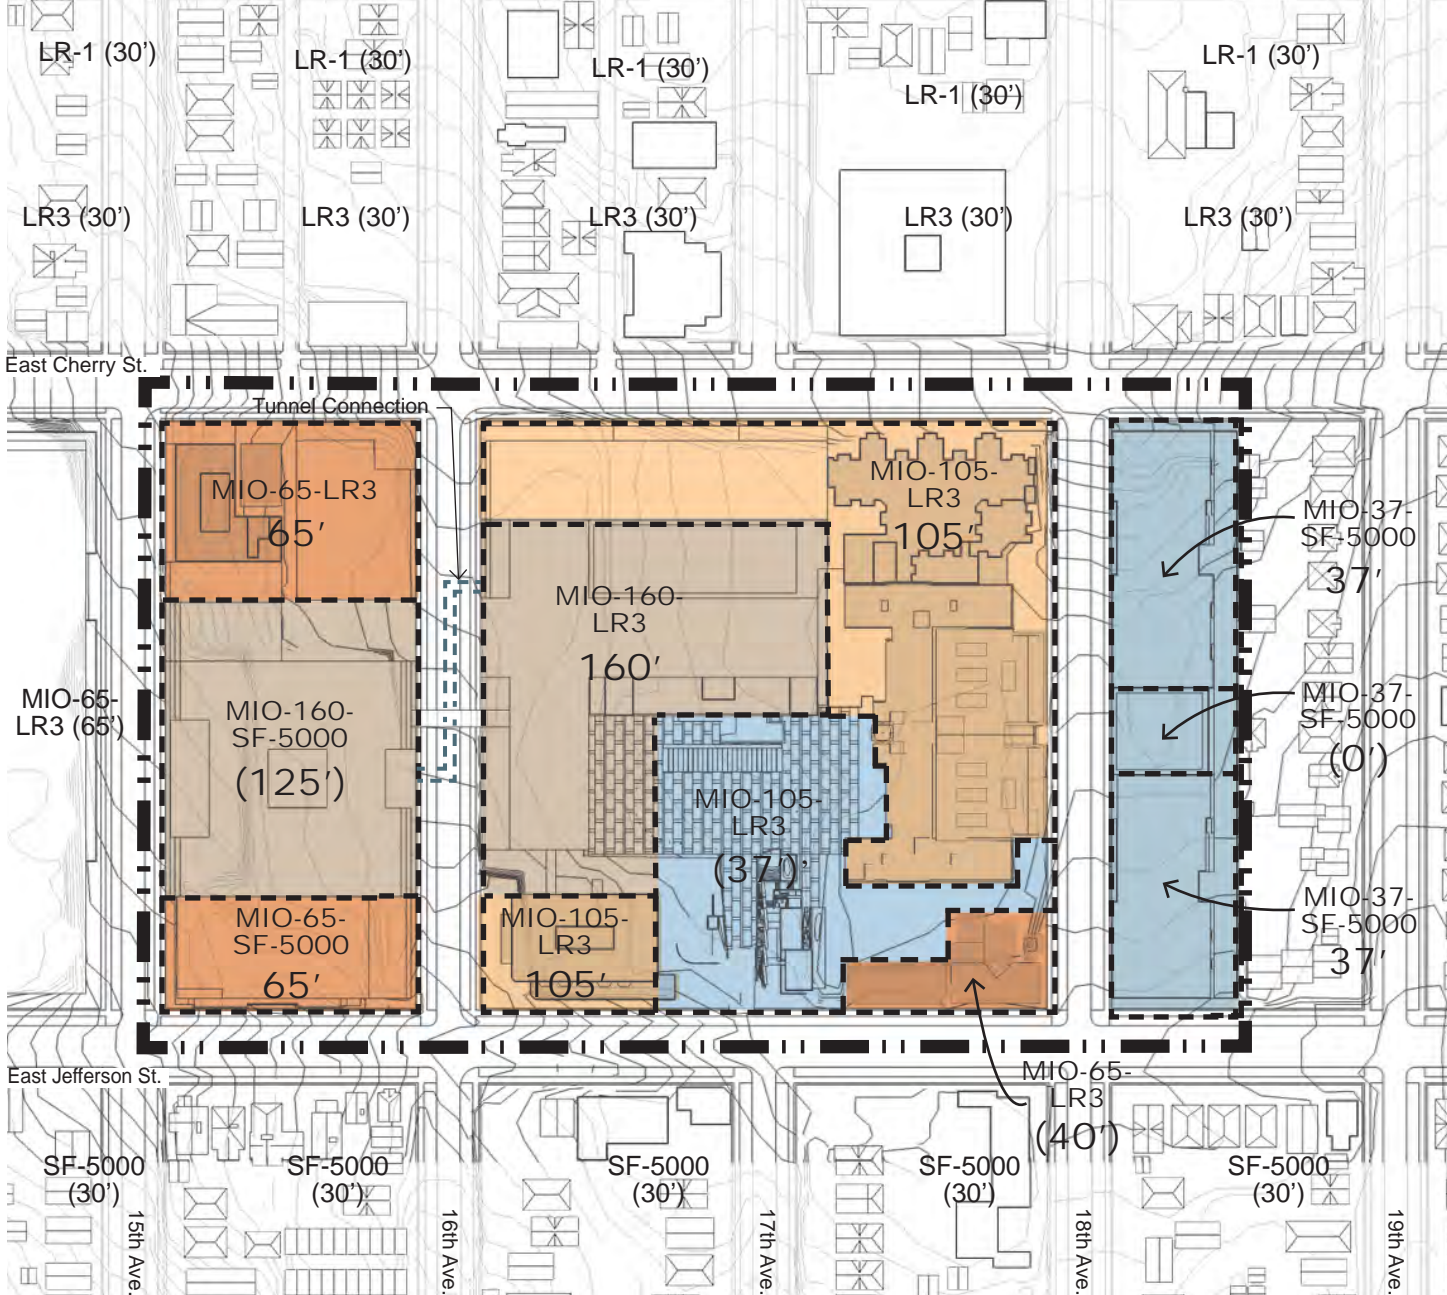 LR-1 (30')
LR-1 (30')
LR-1 (30')
LR-1 (30')
LR-1 (30')
LR3 (30')
LR3 (30')
LR3 (30')
LR3 (30')
LR3 (30')
East Cherry St.
Tunnel Connection
MIO-65-LR3
65'
MIO-105-
LR3
105'
MIO-37-
SF-5000
37'
MIO-160-
LR3
160'
MIO-65-
LR3 (65')
MIO-160-
SF-5000
(125')
MIO-37-
SF-5000
(0')
MIO-105-
LR3
(37')'
MIO-65-
SF-5000
65'
MIO-105-
LR3
105'
MIO-37-
SF-5000
37'
East Jefferson St.
MIO-65-
LR3
(40')
SF-5000
(30')
SF-5000
(30')
SF-5000
(30')
SF-5000
(30')
SF-5000
(30')
15th Ave.
16th Ave.
17th Ave.
18th Ave.
19th Ave.